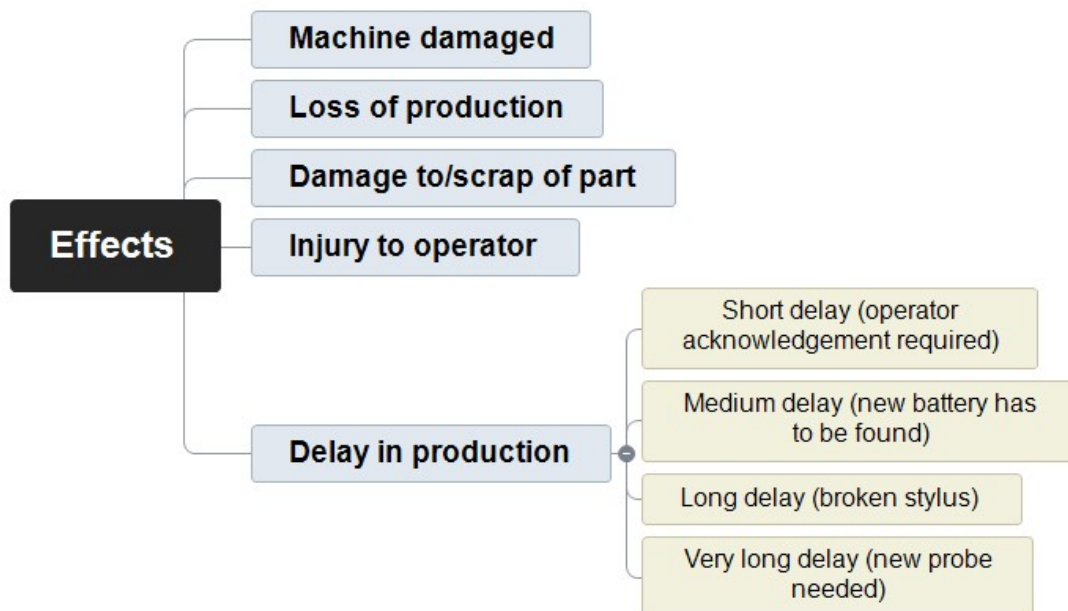 Effects
Machine damaged
Loss of production
Damage to/scrap of part
Injury to operator
Delay in production
Short delay (operator
acknowledgement required)
Medium delay (new battery has
to be found)
Long delay (broken stylus)
Very long delay (new probe
needed)